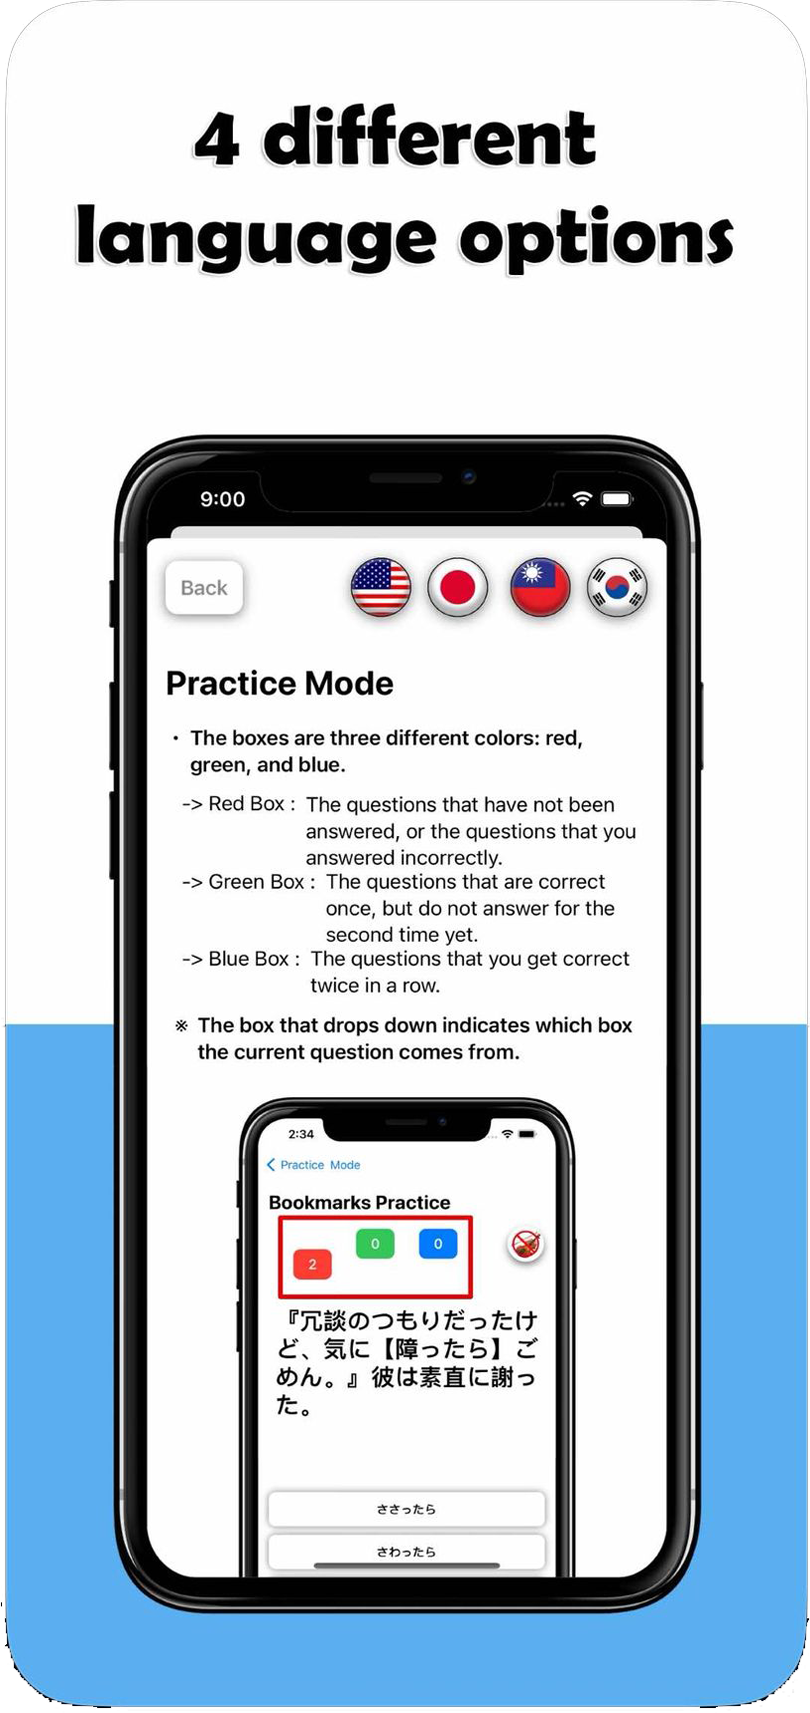 4 different
language options
9:00
Back
Practice Mode
・ The boxes are three different colors: red,
green, and blue.
-> Red Box : The questions that have not been
answered, or the questions that you
answered incorrectly.
-> Green Box : The questions that are correct
once, but do not answer for the
second time yet.
-> Blue Box : The questions that you get correct
twice in a row.
※ The box that drops down indicates which box
the current question comes from.
2:34
Practice Mode
Bookmarks Practice
0 0
2
『冗談のつもりだったけ
ど、気に【障ったら】ご
めん。』彼は素直に謝っ
た。
ささったら
さわったら